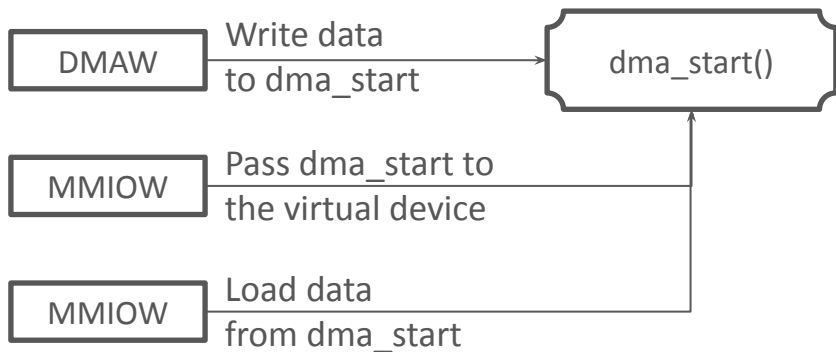 DMAW
Write data
to dma_start
dma_start()
MMIOW
Pass dma_start to
the virtual device
MMIOW
Load data
from dma_start